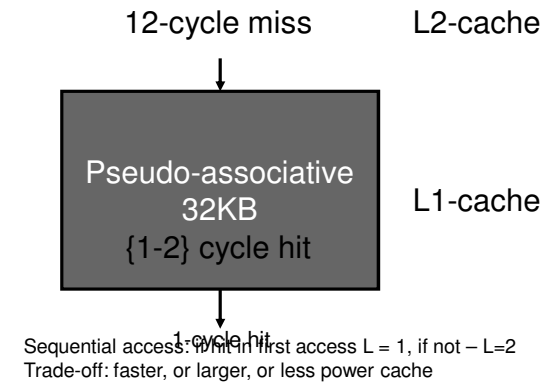 12-cycle miss
L2-cache
Pseudo-associative
32KB
{1-2} cycle hit
L1-cache
1-cycle hit
Sequential access: if hit in first access L = 1, if not – L=2
Trade-off: faster, or larger, or less power cache